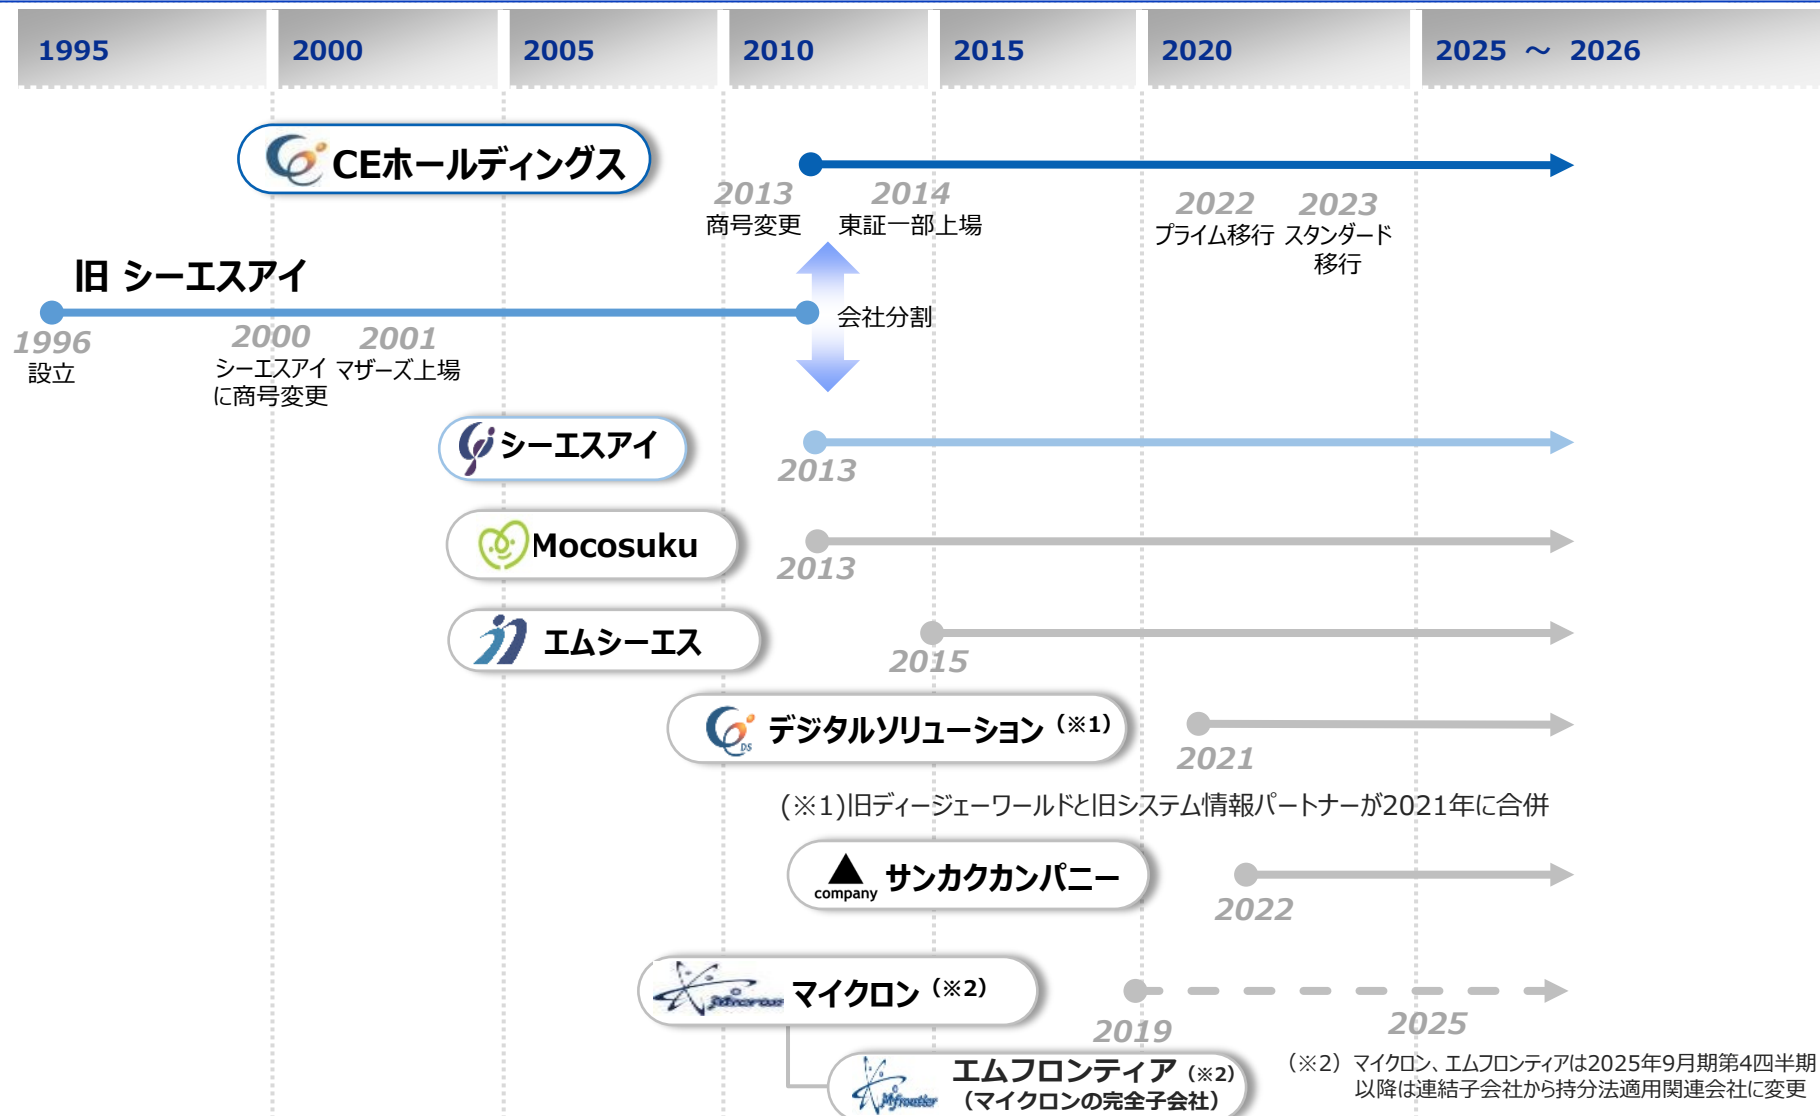 1995
2000
2005
2010
2015
2020
2025 ～ 2026
CEホールディングス
2013
商号変更
2014
東証一部上場
2022
プライム移行
2023
スタンダード
移行
旧 シーエスアイ
会社分割
1996
設立
2000
シーエスアイ
に商号変更
2001
マザーズ上場
シーエスアイ
2013
Mocosuku
2013
エムシーエス
2015
DS
デジタルソリューション（※1）
2021
(※1)旧ディージェーワールドと旧システム情報パートナーが2021年に合併
company
サンカクカンパニー
2022
Micron
マイクロン（※2）
2019
2025
Mfrontier
エムフロンティア（※2）
（マイクロンの完全子会社）
（※2）マイクロン、エムフロンティアは2025年9月期第4四半期
以降は連結子会社から持分法適用関連会社に変更